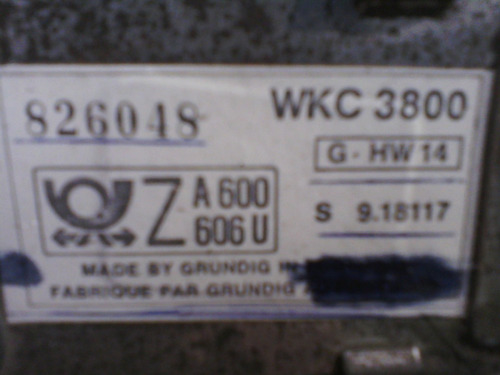 826048 WKC 3800
G - HW 14
Z A 600
606 U
S 9.18117
MADE BY GRUNDIG
FABRIQUE PAR GRUNDIG